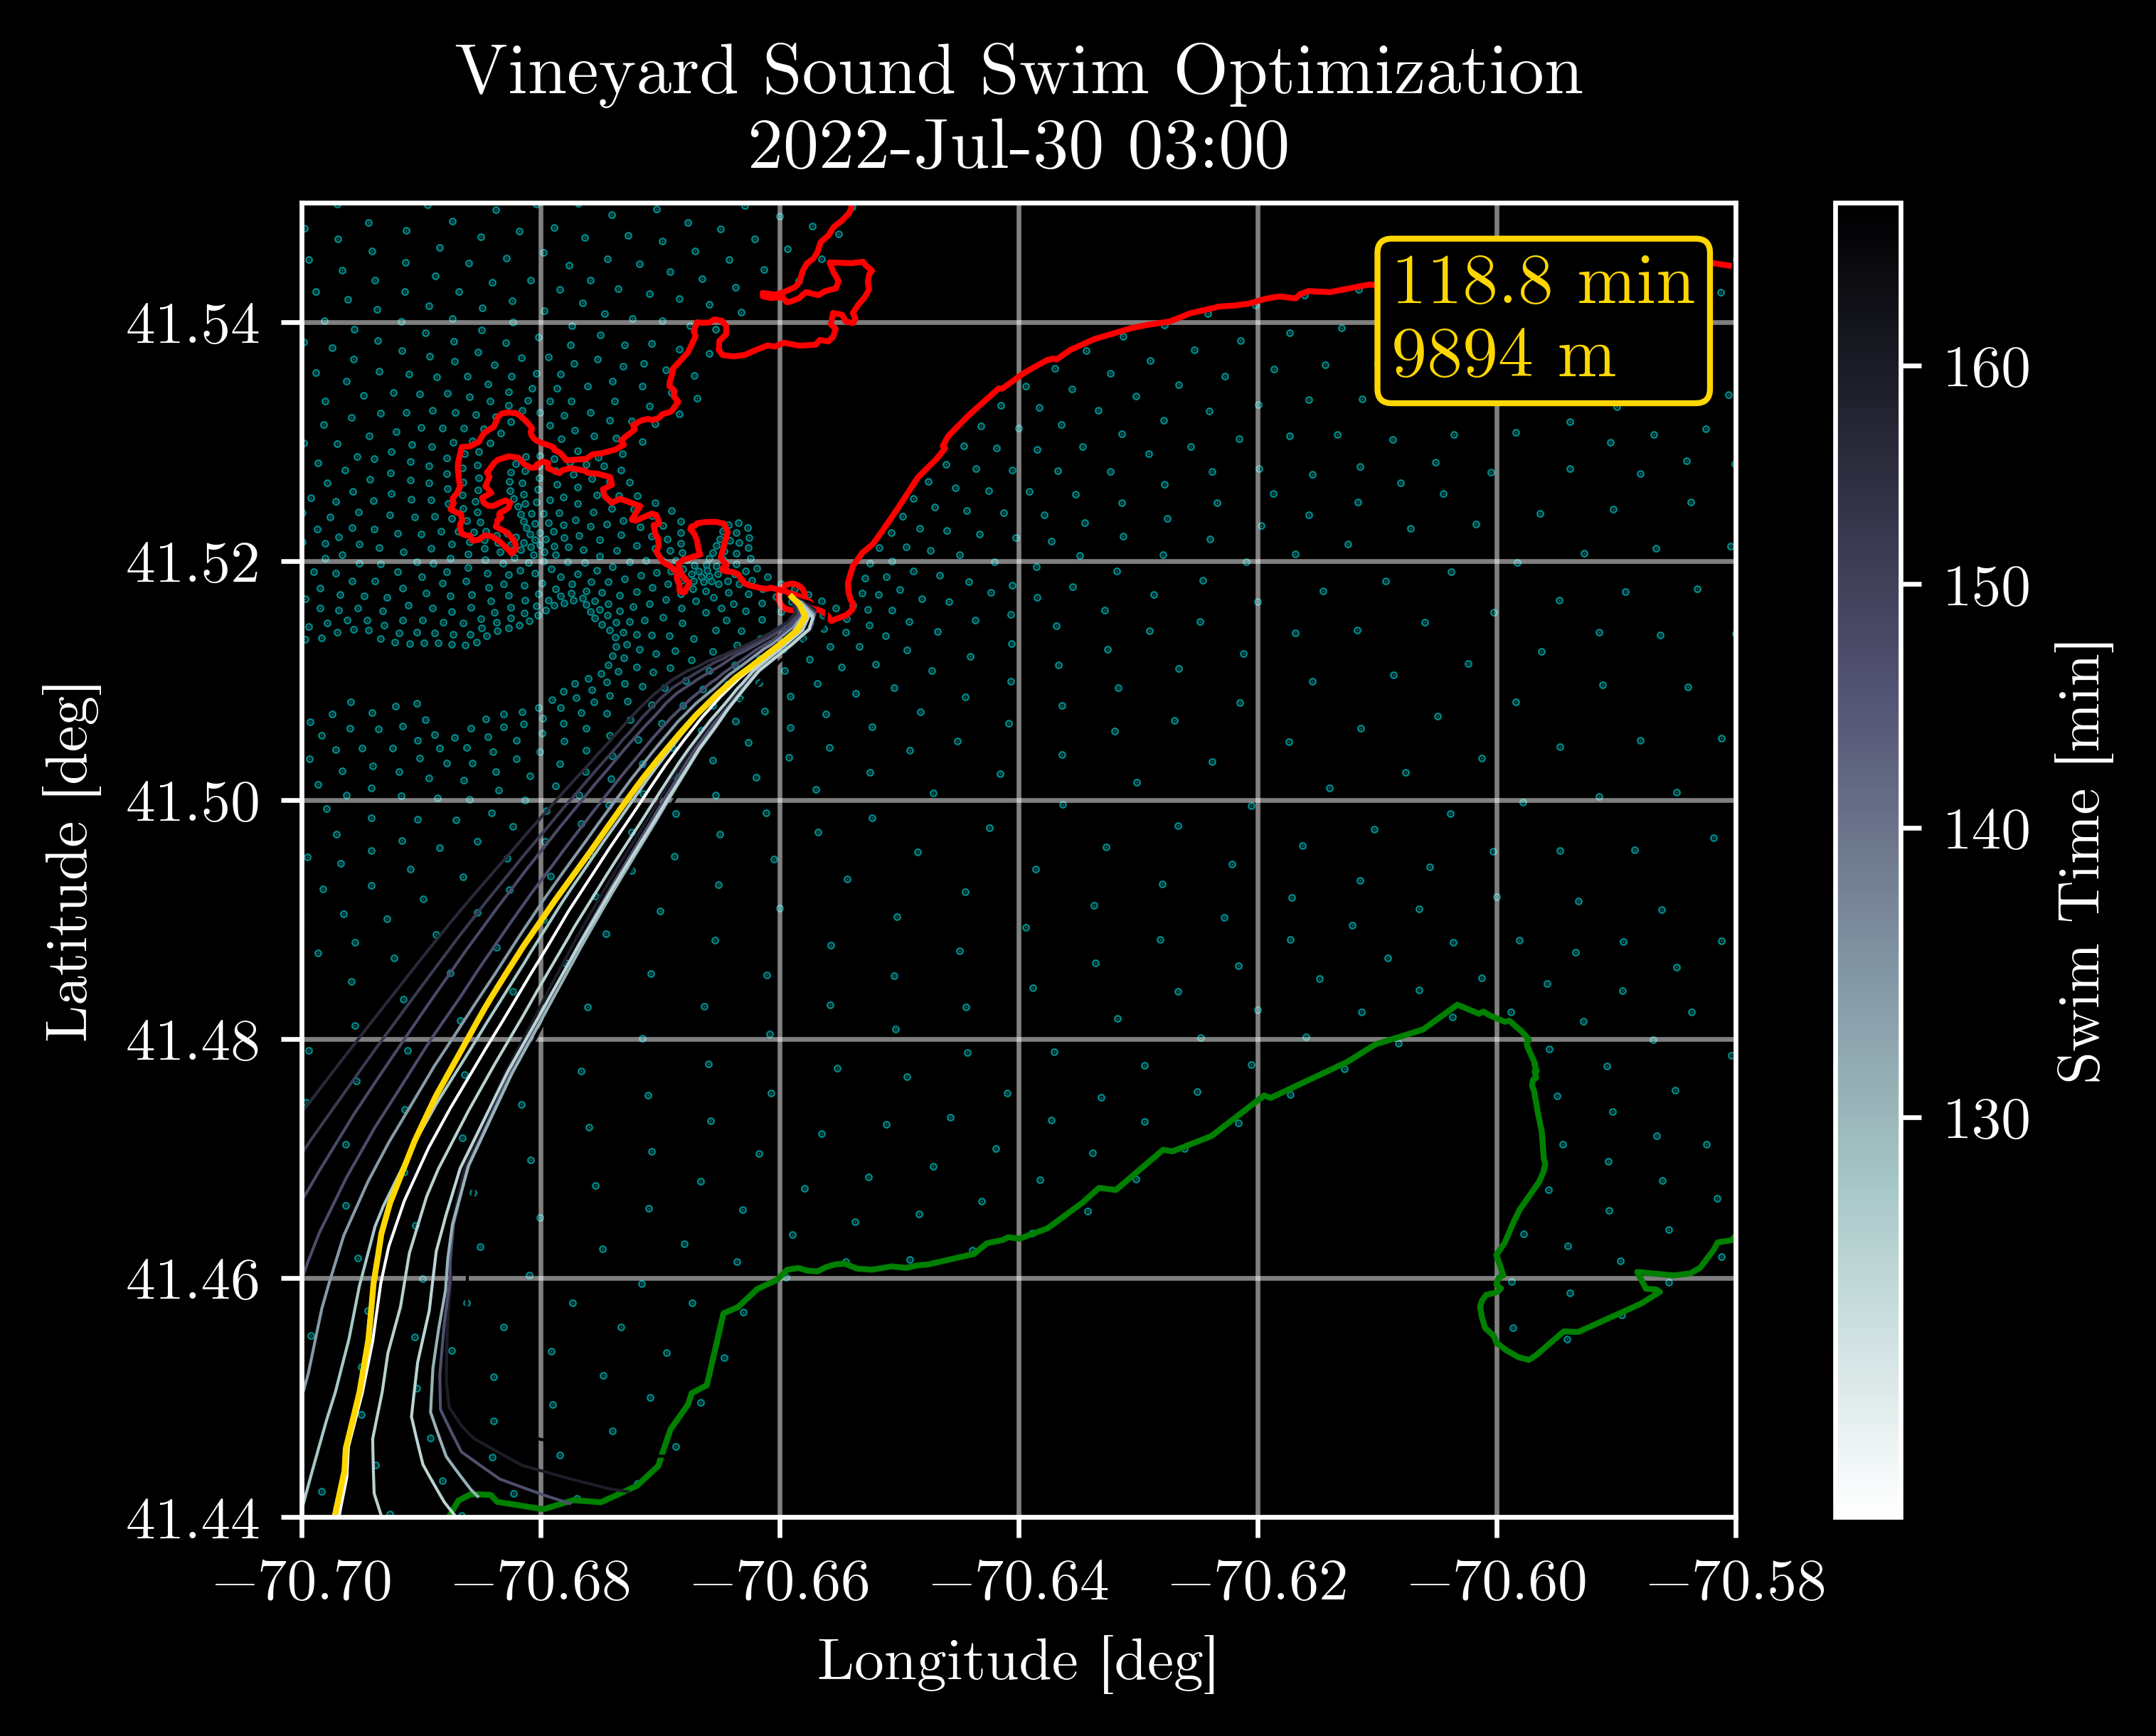 Vineyard Sound Swim Optimization
2022-Jul-30 03:00
118.8 min
9894 m
41.54
41.52
41.50
41.48
41.46
41.44
Latitude [deg]
−70.70
−70.68
−70.66
−70.64
−70.62
−70.60
−70.58
Longitude [deg]
160
150
140
130
Swim Time [min]